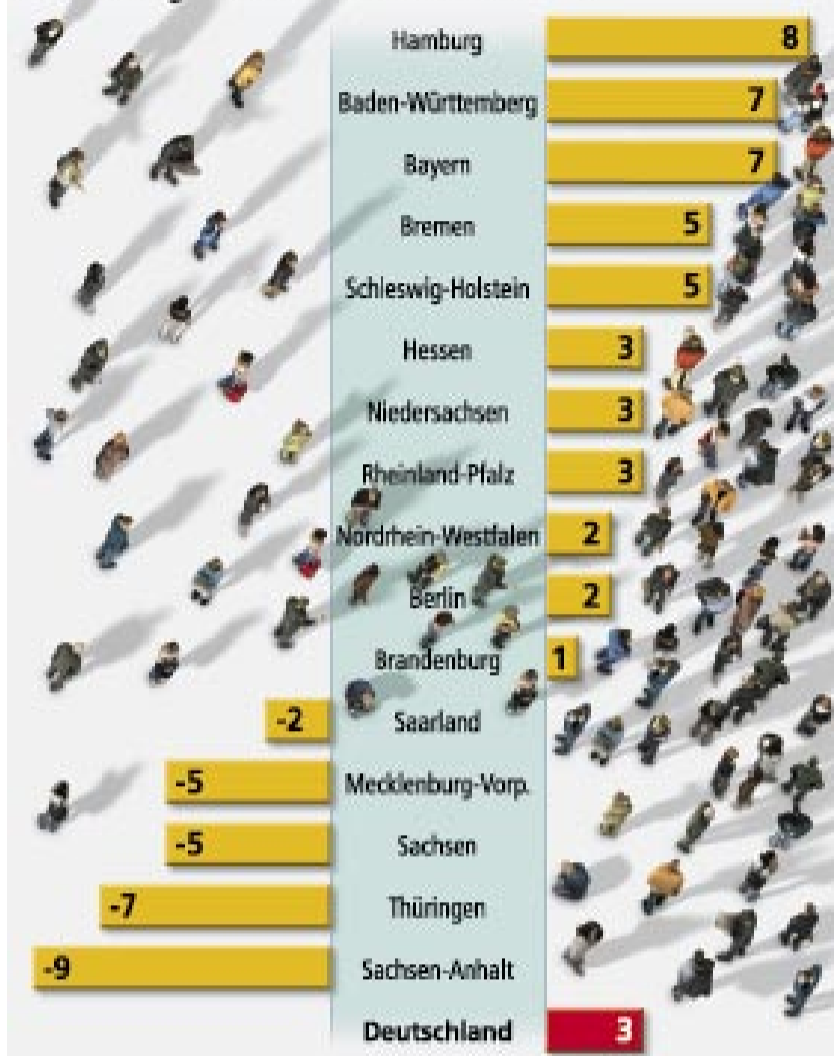 Hamburg 8
Baden-Württemberg 7
Bayern 7
Bremen 5
Schleswig-Holstein 5
Hessen 3
Niedersachsen 3
Rheinland-Pfalz 3
Nordrhein-Westfalen 2
Berlin 2
Brandenburg 1
-2 Saarland
-5 Mecklenburg-Vorp.
-5 Sachsen
-7 Thüringen
-9 Sachsen-Anhalt
Deutschland 3